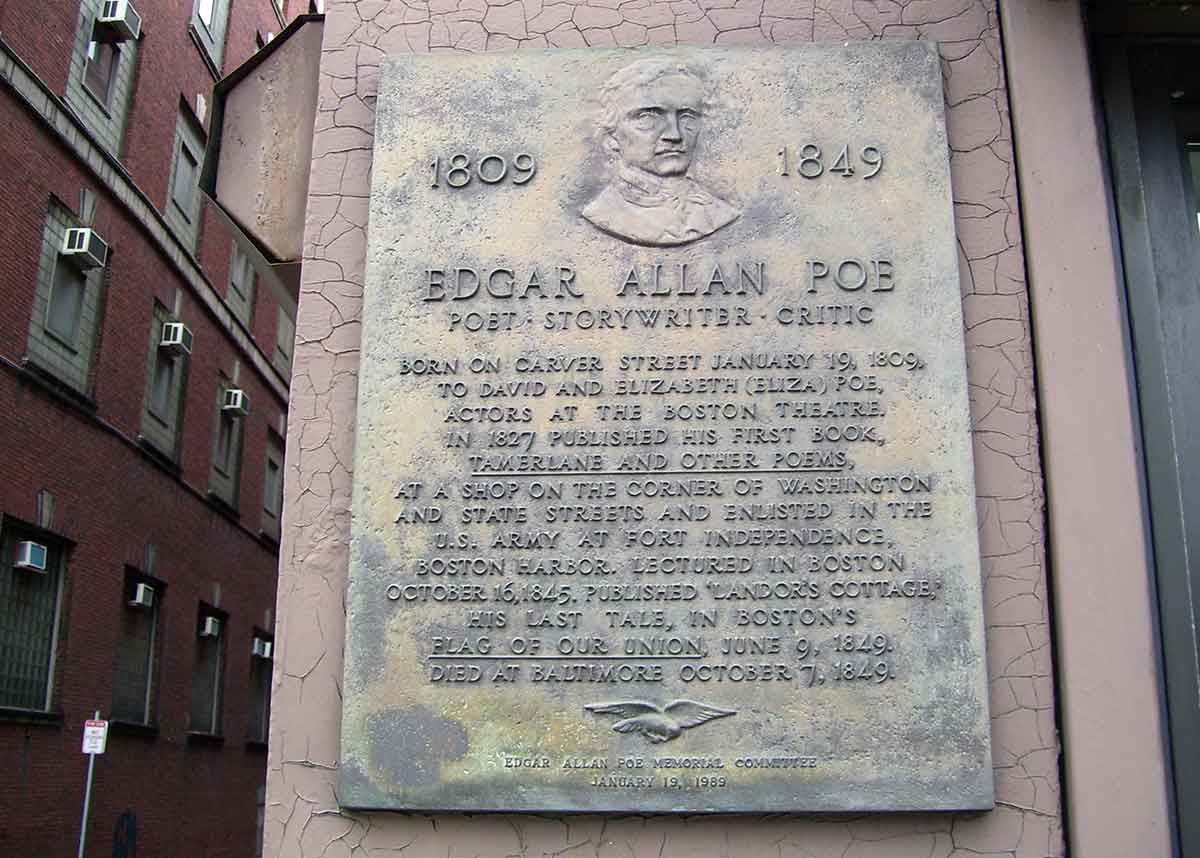 1809 1849
EDGAR ALLAN POE
POET · STORYWRITER · CRITIC
BORN ON CARVER STREET JANUARY 19, 1809,
TO DAVID AND ELIZABETH (ELIZA) POE,
ACTORS AT THE BOSTON THEATRE.
IN 1827 PUBLISHED HIS FIRST BOOK,
TAMERLANE AND OTHER POEMS,
AT A SHOP ON THE CORNER OF WASHINGTON
AND STATE STREETS AND ENLISTED IN THE
U.S. ARMY AT FORT INDEPENDENCE,
BOSTON HARBOR. LECTURED IN BOSTON
OCTOBER 16, 1845. PUBLISHED 'LANDOR'S COTTAGE,'
HIS LAST TALE, IN BOSTON'S
FLAG OF OUR UNION, JUNE 9, 1849.
DIED AT BALTIMORE OCTOBER 7, 1849.
EDGAR ALLAN POE MEMORIAL COMMITTEE
JANUARY 19, 1989